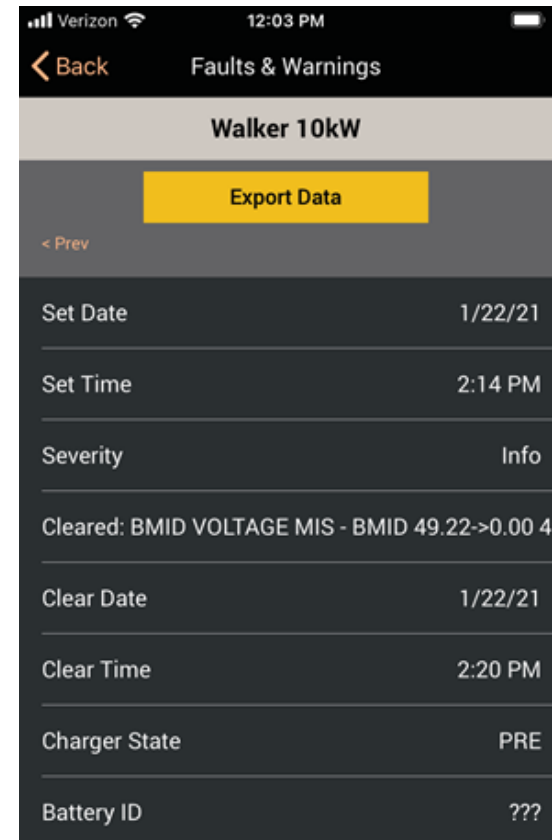 Verizon 12:03 PM
Back Faults & Warnings
Walker 10kW
Export Data
< Prev
Set Date 1/22/21
Set Time 2:14 PM
Severity Info
Cleared: BMID VOLTAGE MIS - BMID 49.22->0.00 4
Clear Date 1/22/21
Clear Time 2:20 PM
Charger State PRE
Battery ID ???